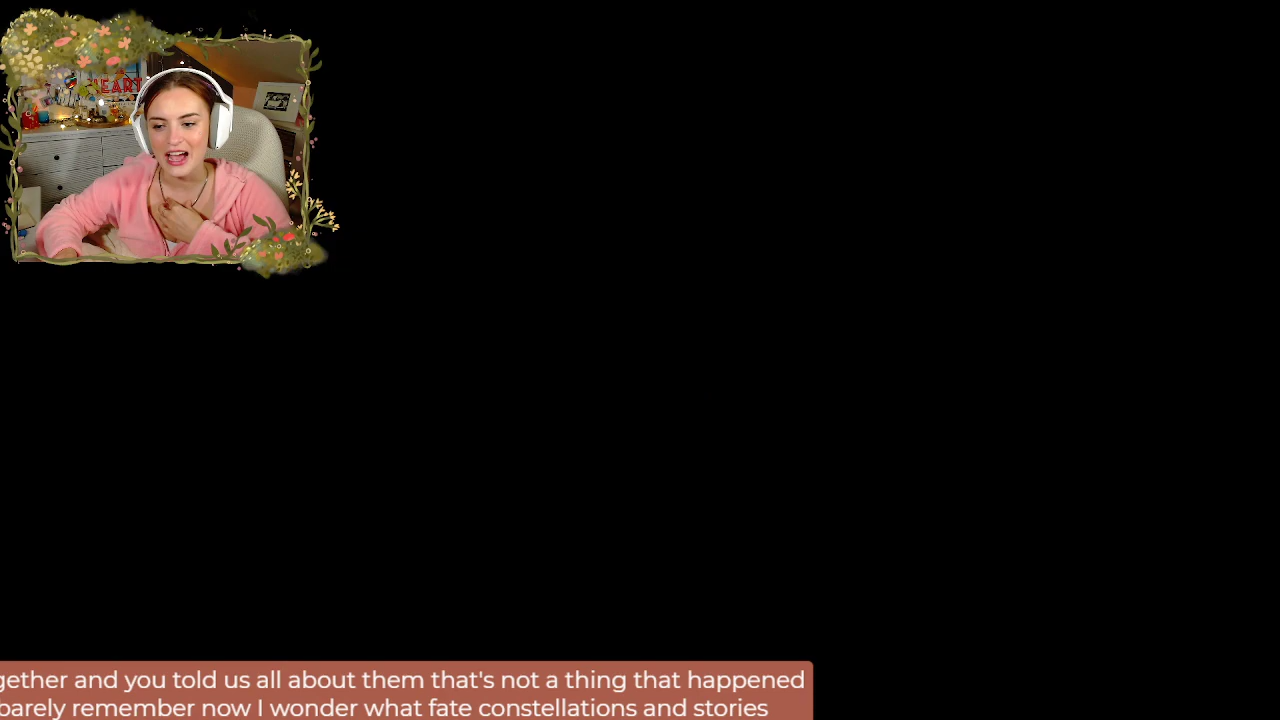 HEART
gether and you told us all about them that's not a thing that happened
barely remember now I wonder what fate constellations and stories